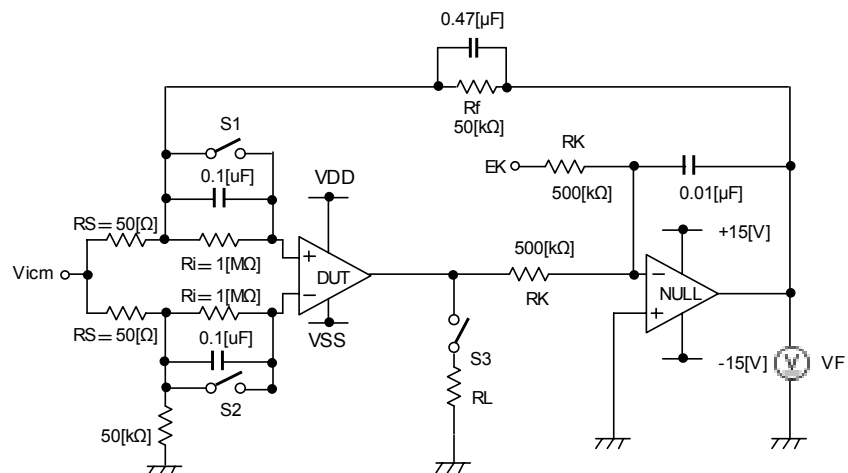 0.47[µF]
Rf
50[kΩ]
S1
EK
RK
500[kΩ]
0.01[µF]
0.1[uF]
VDD
RS=50[Ω]
+15[V]
500[kΩ]
Vicm
Ri=1[MΩ]
+
−
DUT
Ri=1[MΩ]
RK
−
+
NULL
RS=50[Ω]
VSS
0.1[uF]
S3
-15[V]
V
VF
S2
RL
50[kΩ]